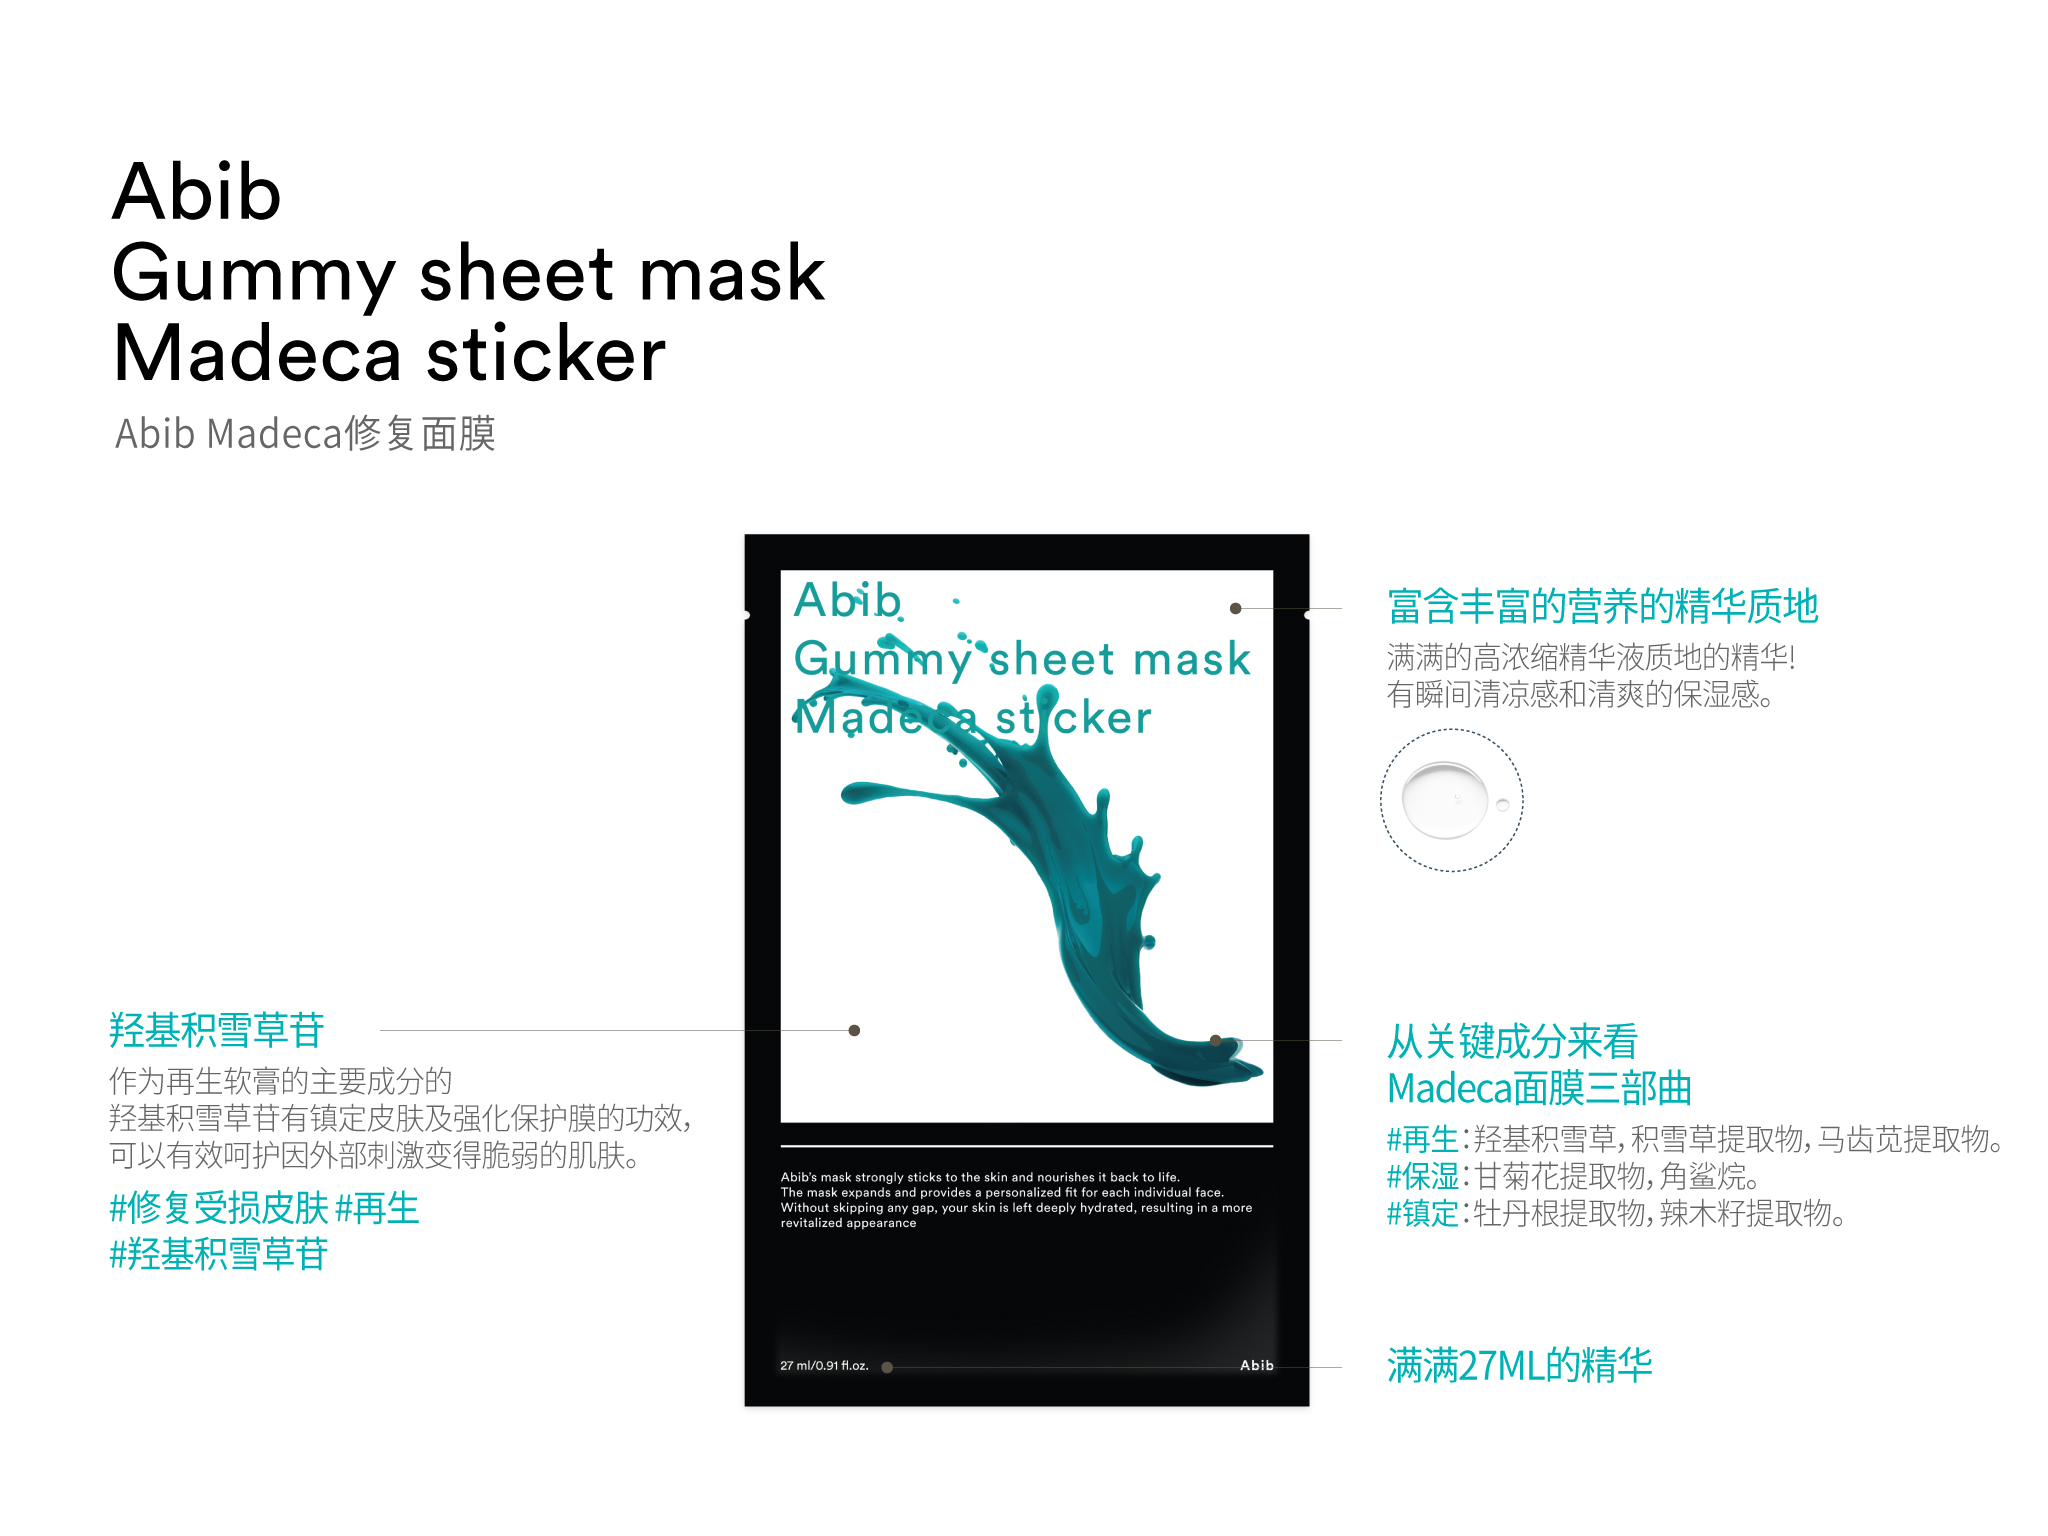 Abib
Gummy sheet mask
Madeca sticker
Abib Madeca修复面膜
Abib
Gummy sheet mask
Madeca sticker
富含丰富的营养的精华质地
满满的高浓缩精华液质地的精华!
有瞬间清凉感和清爽的保湿感。
羟基积雪草苷
作为再生软膏的主要成分的
羟基积雪草苷有镇定皮肤及强化保护膜的功效,
可以有效呵护因外部刺激变得脆弱的肌肤。
#修复受损皮肤 #再生
#羟基积雪草苷
从关键成分来看
Madeca面膜三部曲
#再生:羟基积雪草, 积雪草提取物, 马齿苋提取物。
#保湿:甘菊花提取物, 角鲨烷。
#镇定:牡丹根提取物, 辣木籽提取物。
Abib's mask strongly sticks to the skin and nourishes it back to life.
The mask expands and provides a personalized fit for each individual face.
Without skipping any gap, your skin is left deeply hydrated, resulting in a more
revitalized appearance
27 ml/0.91 fl.oz.
Abib
满满27ML的精华